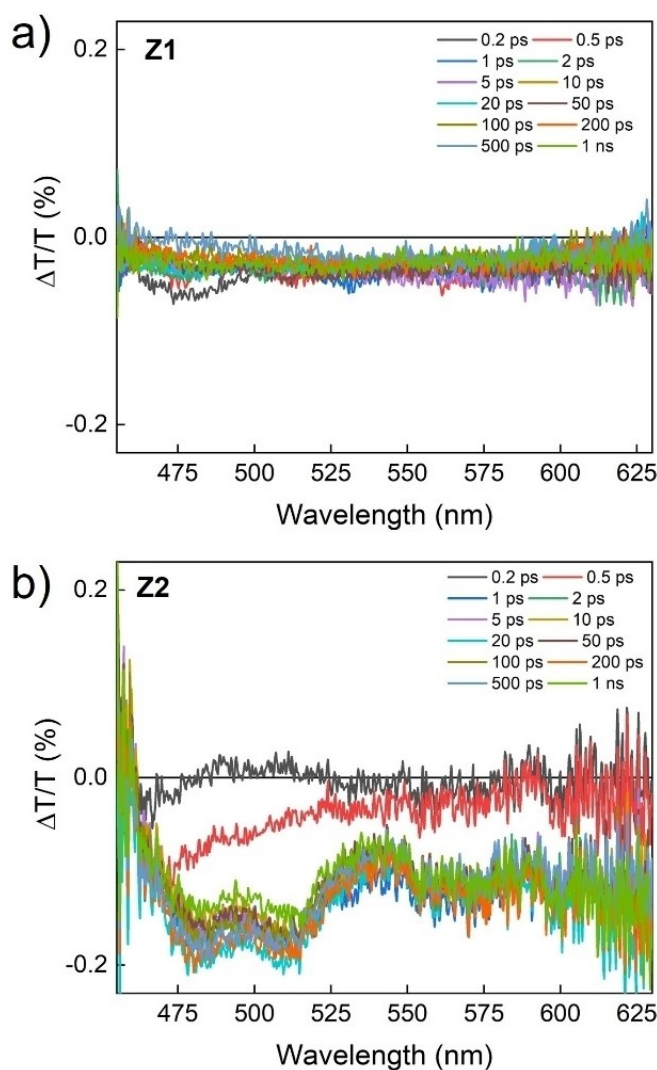 a)
Z1
0.2 ps 0.5 ps
1 ps 2 ps
5 ps 10 ps
20 ps 50 ps
100 ps 200 ps
500 ps 1 ns
ΔT/T (%)
0.2
0.0
-0.2
475 500 525 550 575 600 625
Wavelength (nm)
b)
Z2
0.2 ps 0.5 ps
1 ps 2 ps
5 ps 10 ps
20 ps 50 ps
100 ps 200 ps
500 ps 1 ns
ΔT/T (%)
0.2
0.0
-0.2
475 500 525 550 575 600 625
Wavelength (nm)